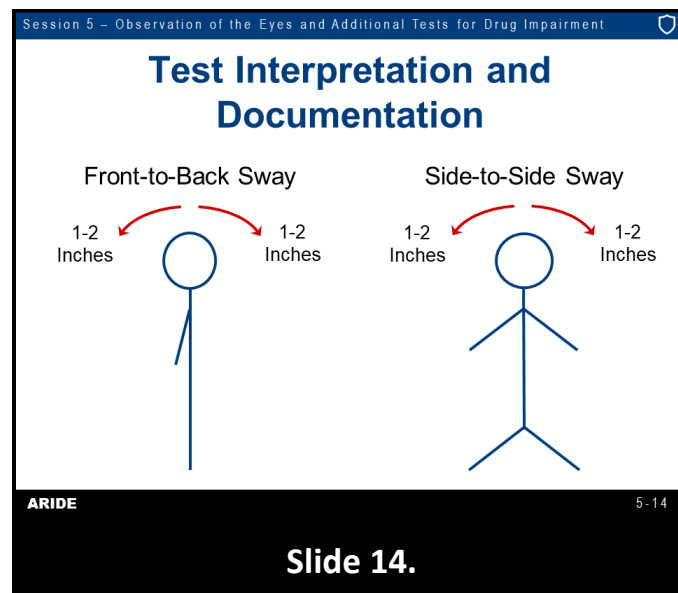 Session 5 – Observation of the Eyes and Additional Tests for Drug Impairment
Test Interpretation and
Documentation
Front-to-Back Sway
1-2
Inches
1-2
Inches
Side-to-Side Sway
1-2
Inches
1-2
Inches
ARIDE
5-14
Slide 14.